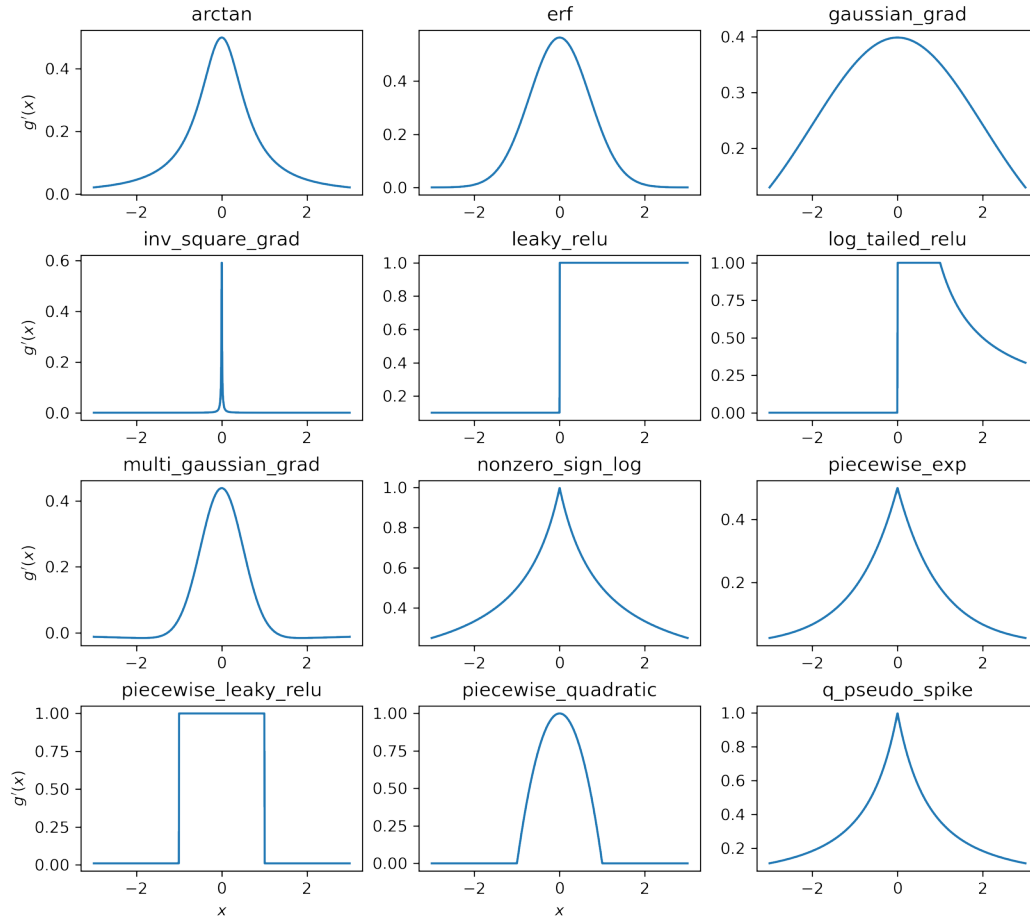 arctan
erf
gaussian_grad
g′(x)
0.4
0.2
0.0
−2 0 2
0.4
0.2
0.0
−2 0 2
0.4
0.3
0.2
−2 0 2
inv_square_grad
leaky_relu
log_tailed_relu
g′(x)
0.6
0.4
0.2
0.0
−2 0 2
1.0
0.8
0.6
0.4
0.2
−2 0 2
1.00
0.75
0.50
0.25
0.00
−2 0 2
multi_gaussian_grad
nonzero_sign_log
piecewise_exp
g′(x)
0.4
0.2
0.0
−2 0 2
1.0
0.8
0.6
0.4
−2 0 2
0.4
0.2
−2 0 2
piecewise_leaky_relu
piecewise_quadratic
q_pseudo_spike
g′(x)
1.00
0.75
0.50
0.25
0.00
−2 0 2
x
1.00
0.75
0.50
0.25
0.00
−2 0 2
x
1.0
0.8
0.6
0.4
0.2
−2 0 2